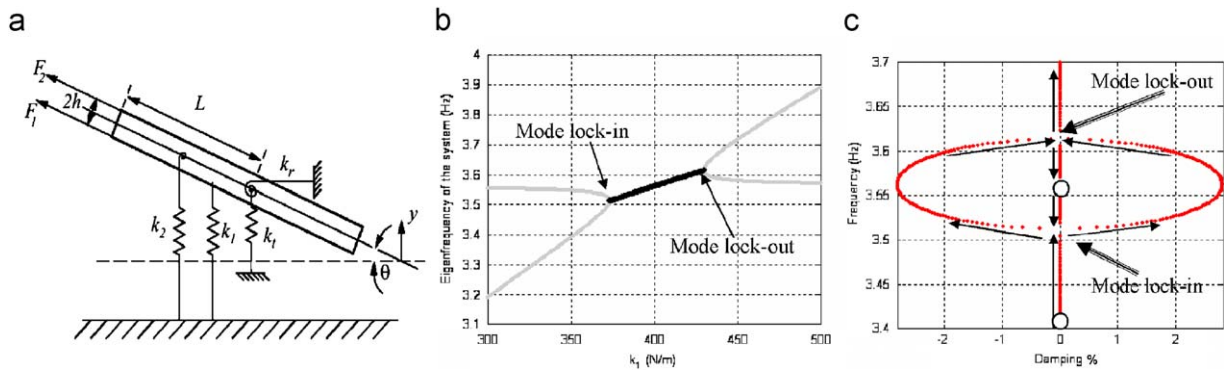 a
F2
F1
2h
L
kr
k2
k1
kt
y
θ
b
Eigenfrequency of the system (Hz)
4
3.9
3.8
3.7
3.6
3.5
3.4
3.3
3.2
3.1
300
350
400
450
500
k1 (N/m)
Mode lock-in
Mode lock-out
c
Frequency (Hz)
3.7
3.65
3.6
3.55
3.5
3.45
3.4
-2
-1
0
1
2
Damping %
Mode lock-out
Mode lock-in